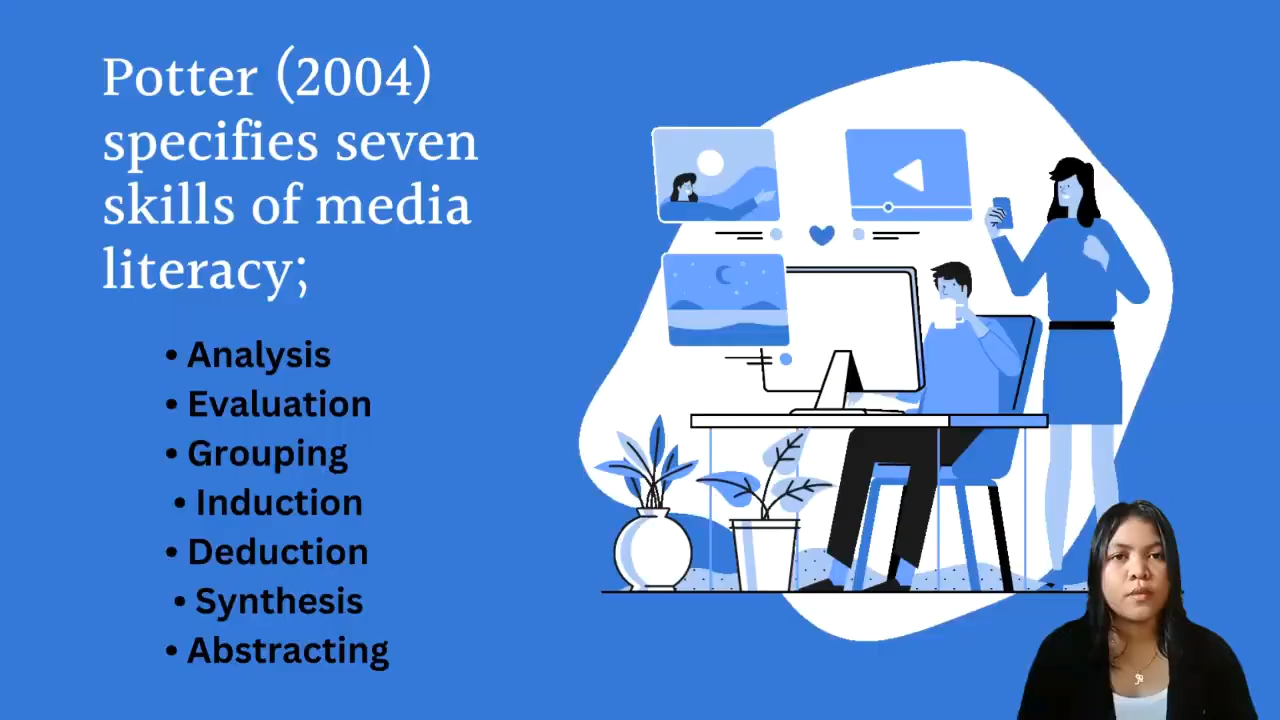 Potter (2004)
specifies seven
skills of media
literacy;
• Analysis
• Evaluation
• Grouping
• Induction
• Deduction
• Synthesis
• Abstracting